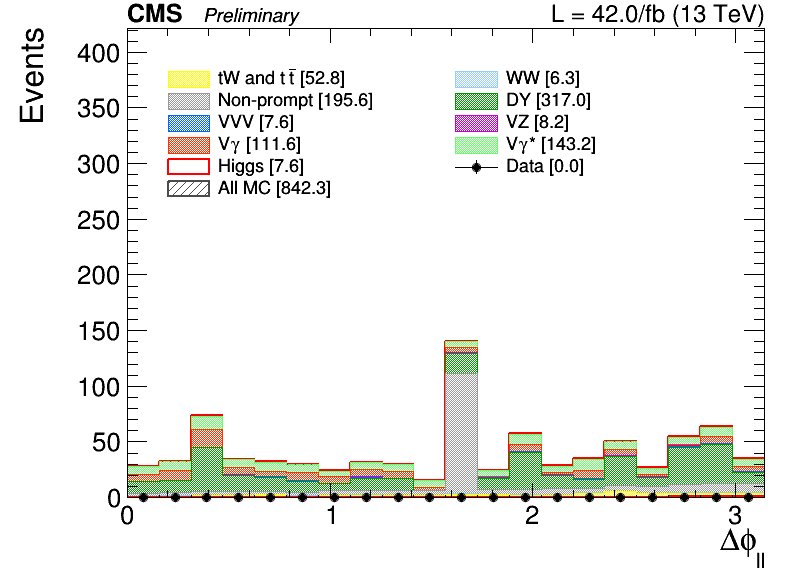 CMS Preliminary L = 42.0/fb (13 TeV)
Events
400
350
300
250
200
150
100
50
0
tW and t t̄ [52.8]
Non-prompt [195.6]
VVV [7.6]
Vγ [111.6]
Higgs [7.6]
All MC [842.3]
WW [6.3]
DY [317.0]
VZ [8.2]
Vγ* [143.2]
Data [0.0]
0 1 2 3
Δϕ_ll